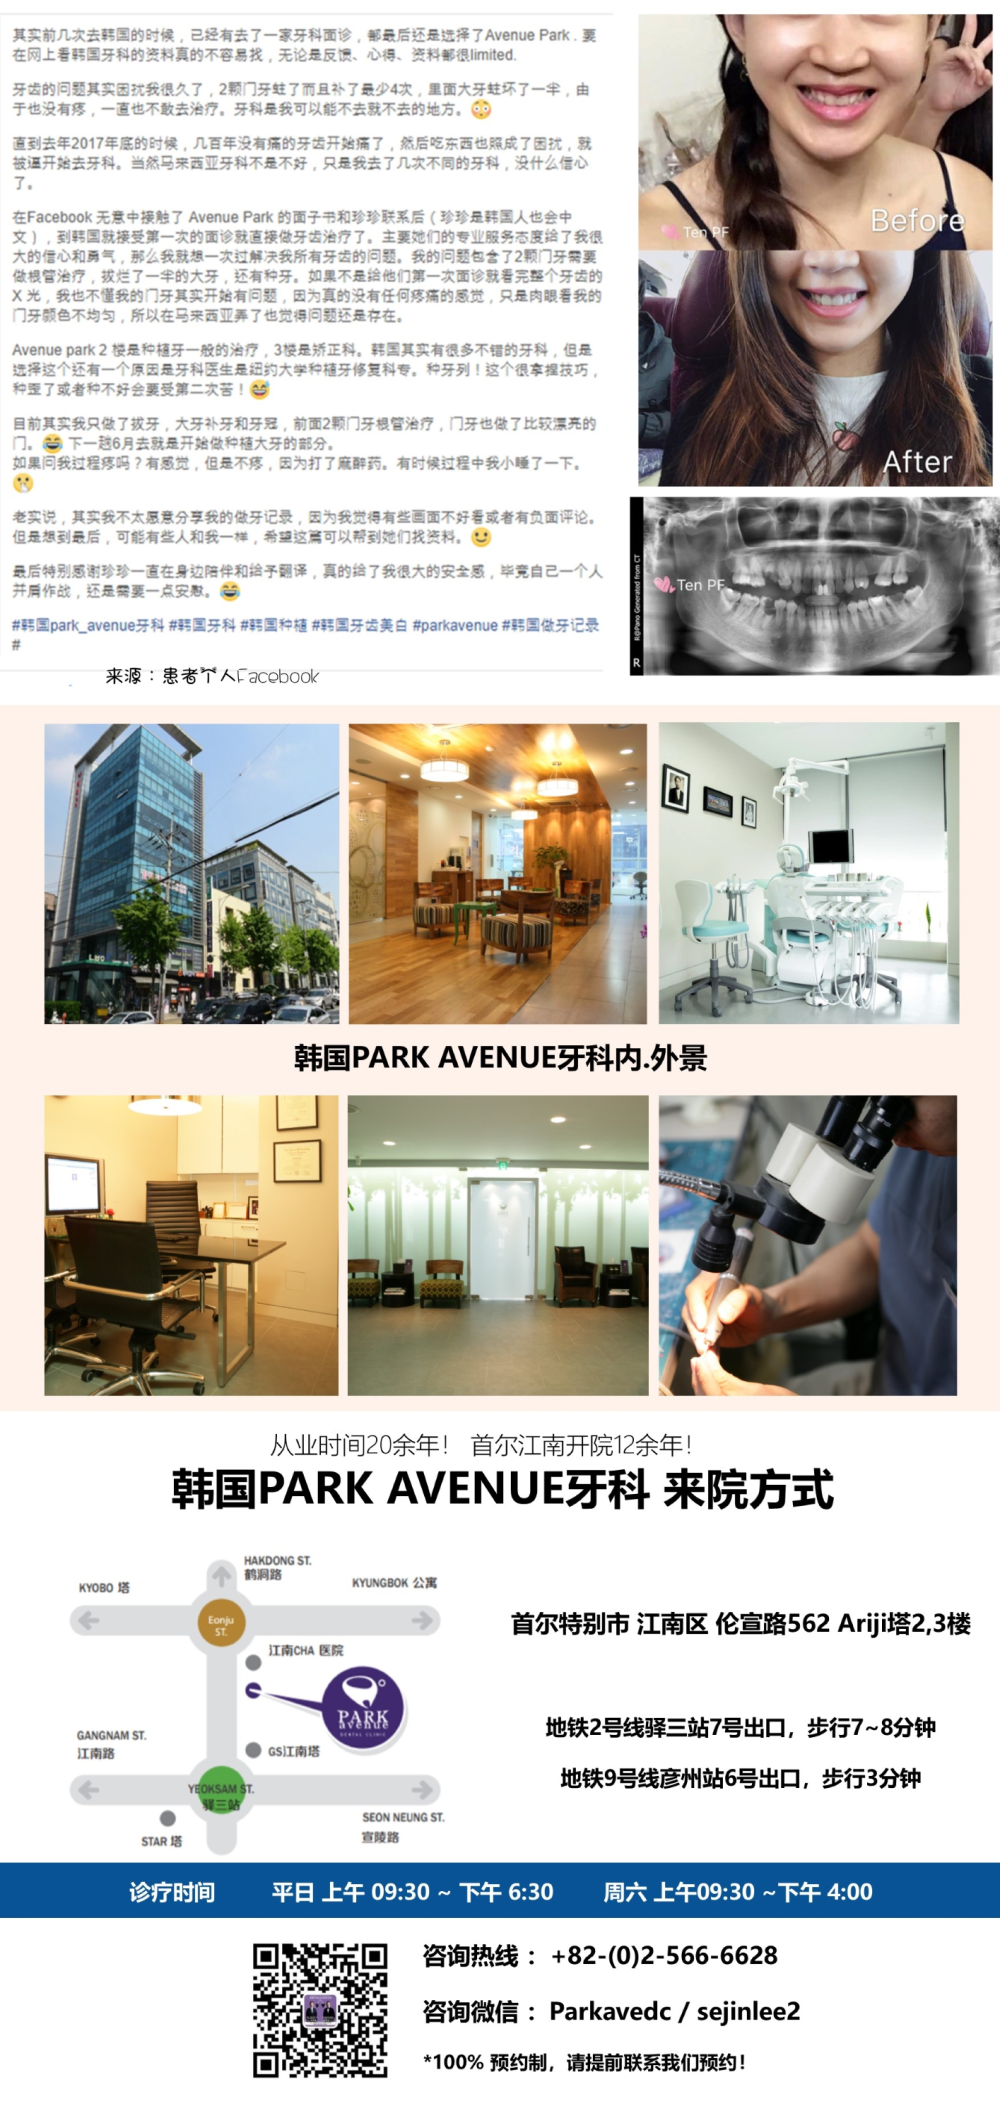 其实前几次去韩国的时候，已经有去了一家牙科面诊，都最后还是选择了Avenue Park . 要
在网上看韩国牙科的资料真的不容易找，无论是反馈、心得、资料都很limited.
牙齿的问题其实困扰我很久了，2颗门牙蛀了而且补了最少4次，里面大牙蛀坏了一半，由
于也没有疼，一直也不敢去治疗。牙科是我可以能不去就不去的地方。😳
直到去年2017年底的时候，几百年没有痛的牙齿开始痛了，然后吃东西也照成了困扰，就
被逼开始去牙科。当然马来西亚牙科不是不好，只是我去了几次不同的牙科，没什么信心
了。
在Facebook 无意中接触了 Avenue Park 的面子书和珍珍联系后（珍珍是韩国人也会中
文），到韩国就接受第一次的面诊就直接做牙齿治疗了。主要她们的专业服务态度给了我很
大的信心和勇气，那么我就想一次过解决我所有牙齿的问题。我的问题包含了2颗门牙需要
做根管治疗，拔烂了一半的大牙，还有种牙。如果不是给他们第一次面诊就看完整个牙齿的
X 光，我也不懂我的门牙其实开始有问题，因为真的没有任何疼痛的感觉，只是肉眼看我的
门牙颜色不均匀，所以在马来西亚弄了也觉得问题还是存在。
Avenue park 2 楼是种植牙一般的治疗，3楼是矫正科。韩国其实有很多不错的牙科，但是
选择这个还有一个原因是牙科医生是纽约大学种植牙修复科专。种牙列！这个很拿捏技巧，
种歪了或者种不好会要受第二次苦！😅
目前其实我只做了拔牙，大牙补牙和牙冠，前面2颗门牙根管治疗，门牙也做了比较漂亮的
门。😂 下一趟6月去就是开始做种植大牙的部分。
如果问我过程疼吗？有感觉，但是不疼，因为打了麻醉药。有时候过程中我小睡了一下。
🤧
老实说，其实我不太愿意分享我的做牙记录，因为我觉得有些画面不好看或者有负面评论。
但是想到最后，可能有些人和我一样，希望这篇可以帮到她们找资料。🙂
最后特别感谢珍珍一直在身边陪伴和给予翻译，真的给了我很大的安全感，毕竟自己一个人
并肩作战，还是需要一点安慰。😂
#韩国park_avenue牙科 #韩国牙科 #韩国种植 #韩国牙齿美白 #parkavenue #韩国做牙记录
#
来源：患者个人Facebook
Ten PF
Before
After
Ten PF
R@Pano Generated from CT
R
韩国PARK AVENUE牙科内.外景
从业时间20余年！ 首尔江南开院12余年！
韩国PARK AVENUE牙科 来院方式
HAKDONG ST.
鹤洞路
KYOBO 塔
KYUNGBOK 公寓
Eonju
ST.
江南CHA 医院
PARK
avenue
DENTAL CLINIC
GANGNAM ST.
江南路
GS江南塔
YEOKSAM ST.
驿三站
SEON NEUNG ST.
宣陵路
STAR 塔
首尔特别市 江南区 伦宣路562 Ariji塔2,3楼
地铁2号线驿三站7号出口，步行7~8分钟
地铁9号线彦州站6号出口，步行3分钟
诊疗时间 平日 上午 09:30 ~ 下午 6:30 周六 上午09:30 ~下午 4:00
咨询热线 ： +82-(0)2-566-6628
咨询微信 ： Parkavedc / sejinlee2
*100% 预约制，请提前联系我们预约！